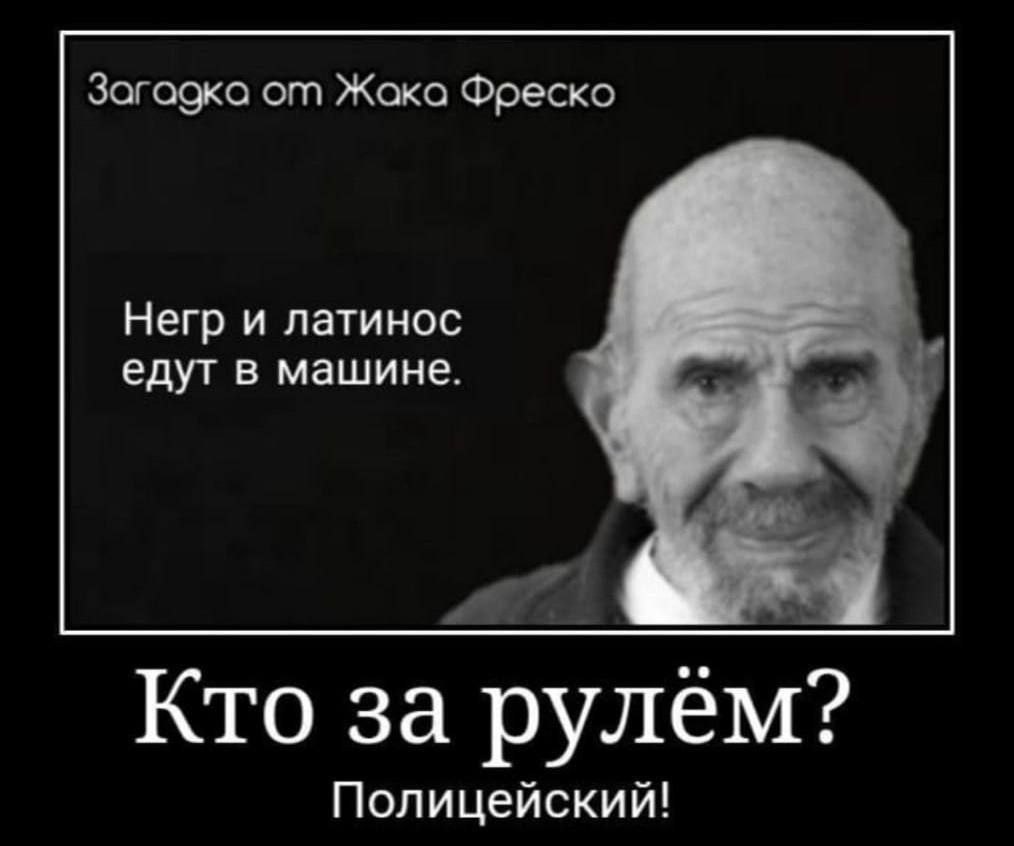 Загадка от Жака Фреско
Негр и латинос
едут в машине.
Кто за рулём?
Полицейский!